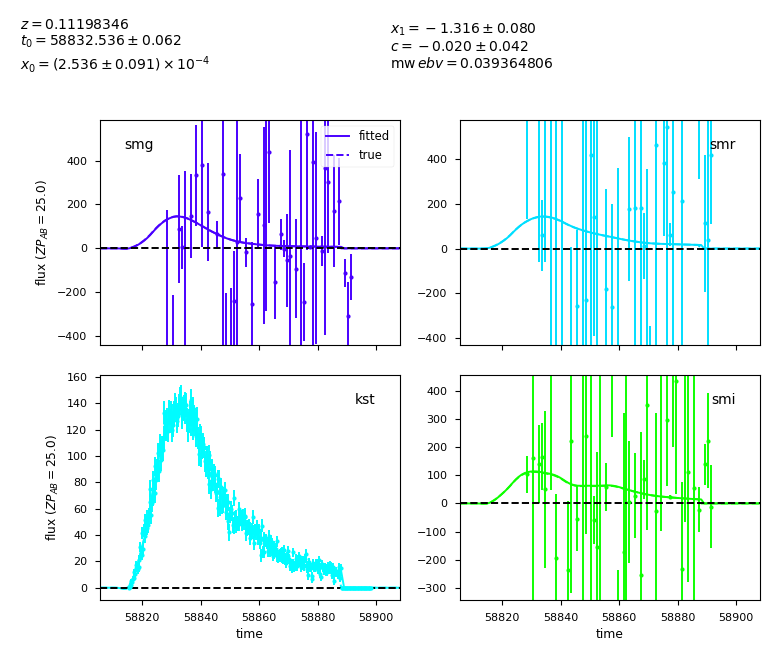 z = 0.11198346
t₀ = 58832.536 ± 0.062
x₀ = (2.536 ± 0.091) × 10⁻⁴
x₁ = −1.316 ± 0.080
c = −0.020 ± 0.042
mw ebv = 0.039364806
smg
fitted
true
400
200
0
−200
−400
flux (ZP_AB = 25.0)
smr
400
200
0
−200
−400
kst
160
140
120
100
80
60
40
20
0
flux (ZP_AB = 25.0)
58820 58840 58860 58880 58900
time
smi
400
300
200
100
0
−100
−200
−300
58820 58840 58860 58880 58900
time